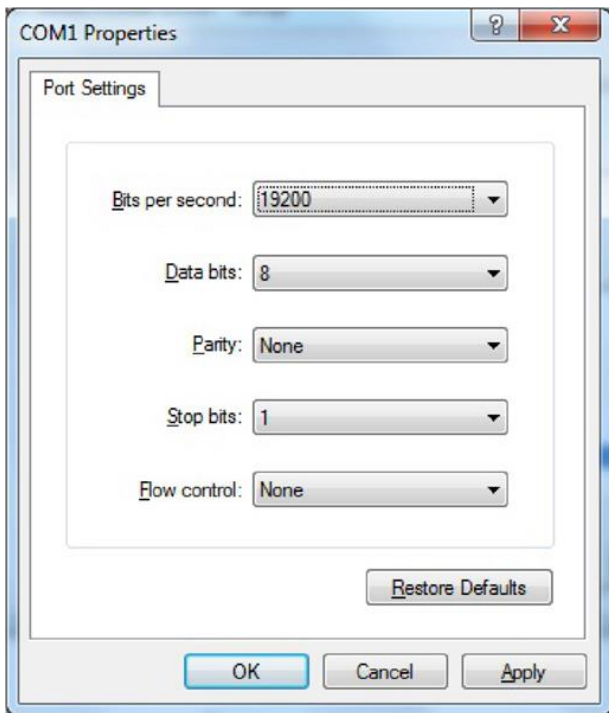 COM1 Properties
Port Settings
Bits per second: 19200
Data bits: 8
Parity: None
Stop bits: 1
Flow control: None
Restore Defaults
OK Cancel Apply